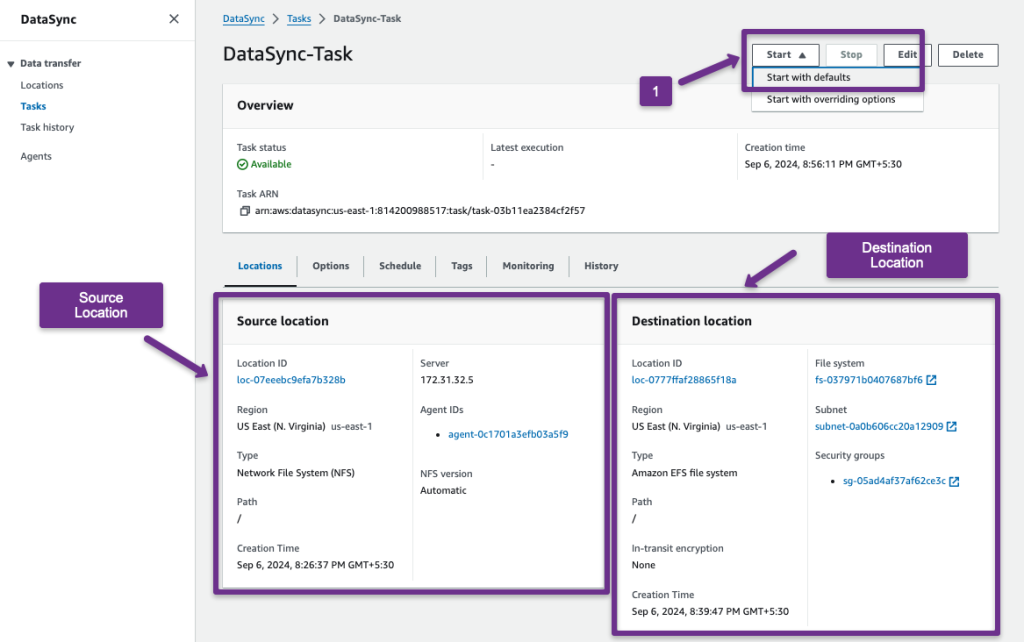 DataSync
Data transfer
Locations
Tasks
Task history
Agents
DataSync > Tasks > DataSync-Task
DataSync-Task
Start Stop Edit Delete
Start with defaults
Start with overriding options
1
Overview
Task status
Available
Latest execution
-
Creation time
Sep 6, 2024, 8:56:11 PM GMT+5:30
Task ARN
arn:aws:datasync:us-east-1:814200988517:task/task-03b11ea2384cf2f57
Destination
Location
Locations Options Schedule Tags Monitoring History
Source
Location
Source location
Location ID
loc-07eeebc9efa7b328b
Region
US East (N. Virginia) us-east-1
Type
Network File System (NFS)
Path
/
Creation Time
Sep 6, 2024, 8:26:37 PM GMT+5:30
Server
172.31.32.5
Agent IDs
• agent-0c1701a3efb03a5f9
NFS version
Automatic
Destination location
Location ID
loc-0777ffaf28865f18a
Region
US East (N. Virginia) us-east-1
Type
Amazon EFS file system
Path
/
In-transit encryption
None
Creation Time
Sep 6, 2024, 8:39:47 PM GMT+5:30
File system
fs-037971b0407687bf6
Subnet
subnet-0a0b606cc20a12909
Security groups
• sg-05ad4af37af62ce3c